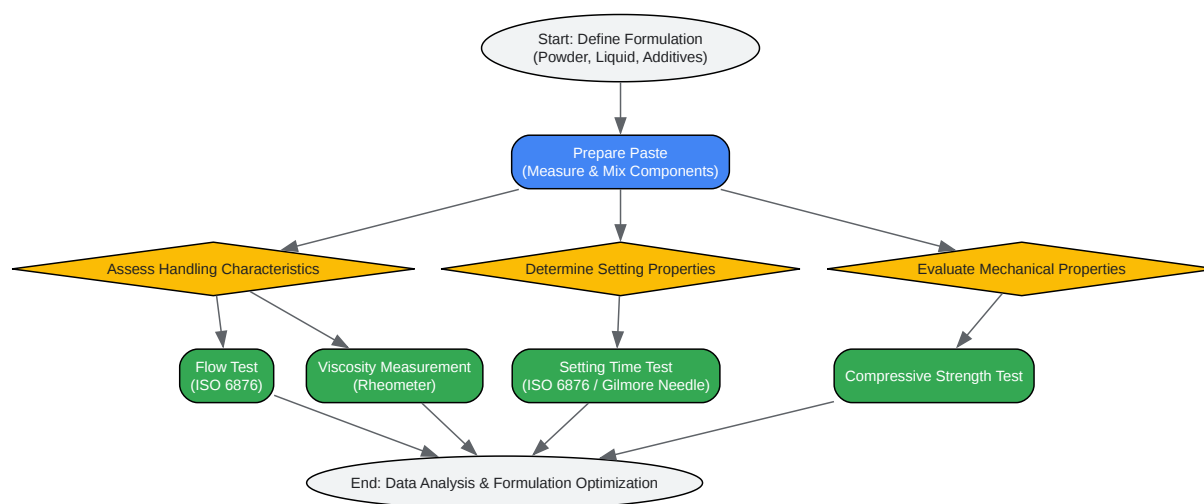 Start: Define Formulation
(Powder, Liquid, Additives)
Prepare Paste
(Measure & Mix Components)
Assess Handling Characteristics
Determine Setting Properties
Evaluate Mechanical Properties
Flow Test
(ISO 6876)
Viscosity Measurement
(Rheometer)
Setting Time Test
(ISO 6876 / Gilmore Needle)
Compressive Strength Test
End: Data Analysis & Formulation Optimization